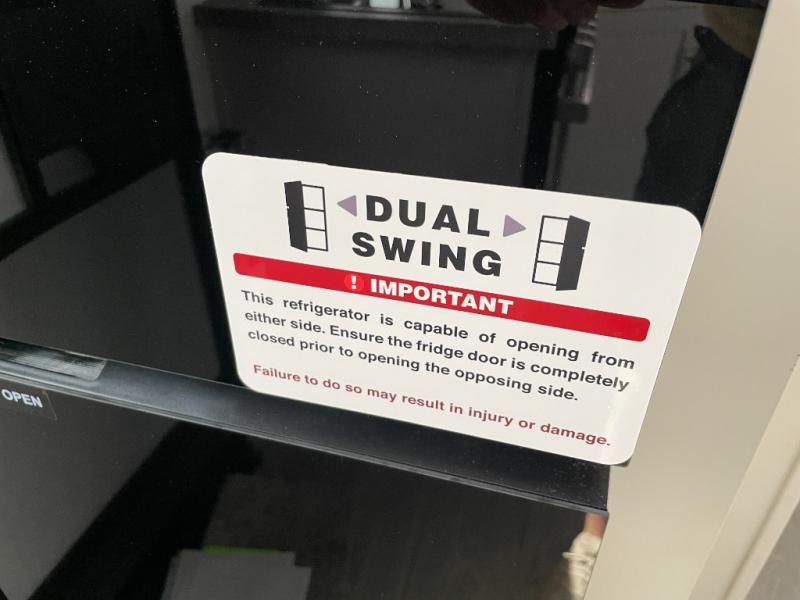 DUAL
SWING
! IMPORTANT
This refrigerator is capable of opening from
either side. Ensure the fridge door is completely
closed prior to opening the opposing side.
Failure to do so may result in injury or damage.
OPEN